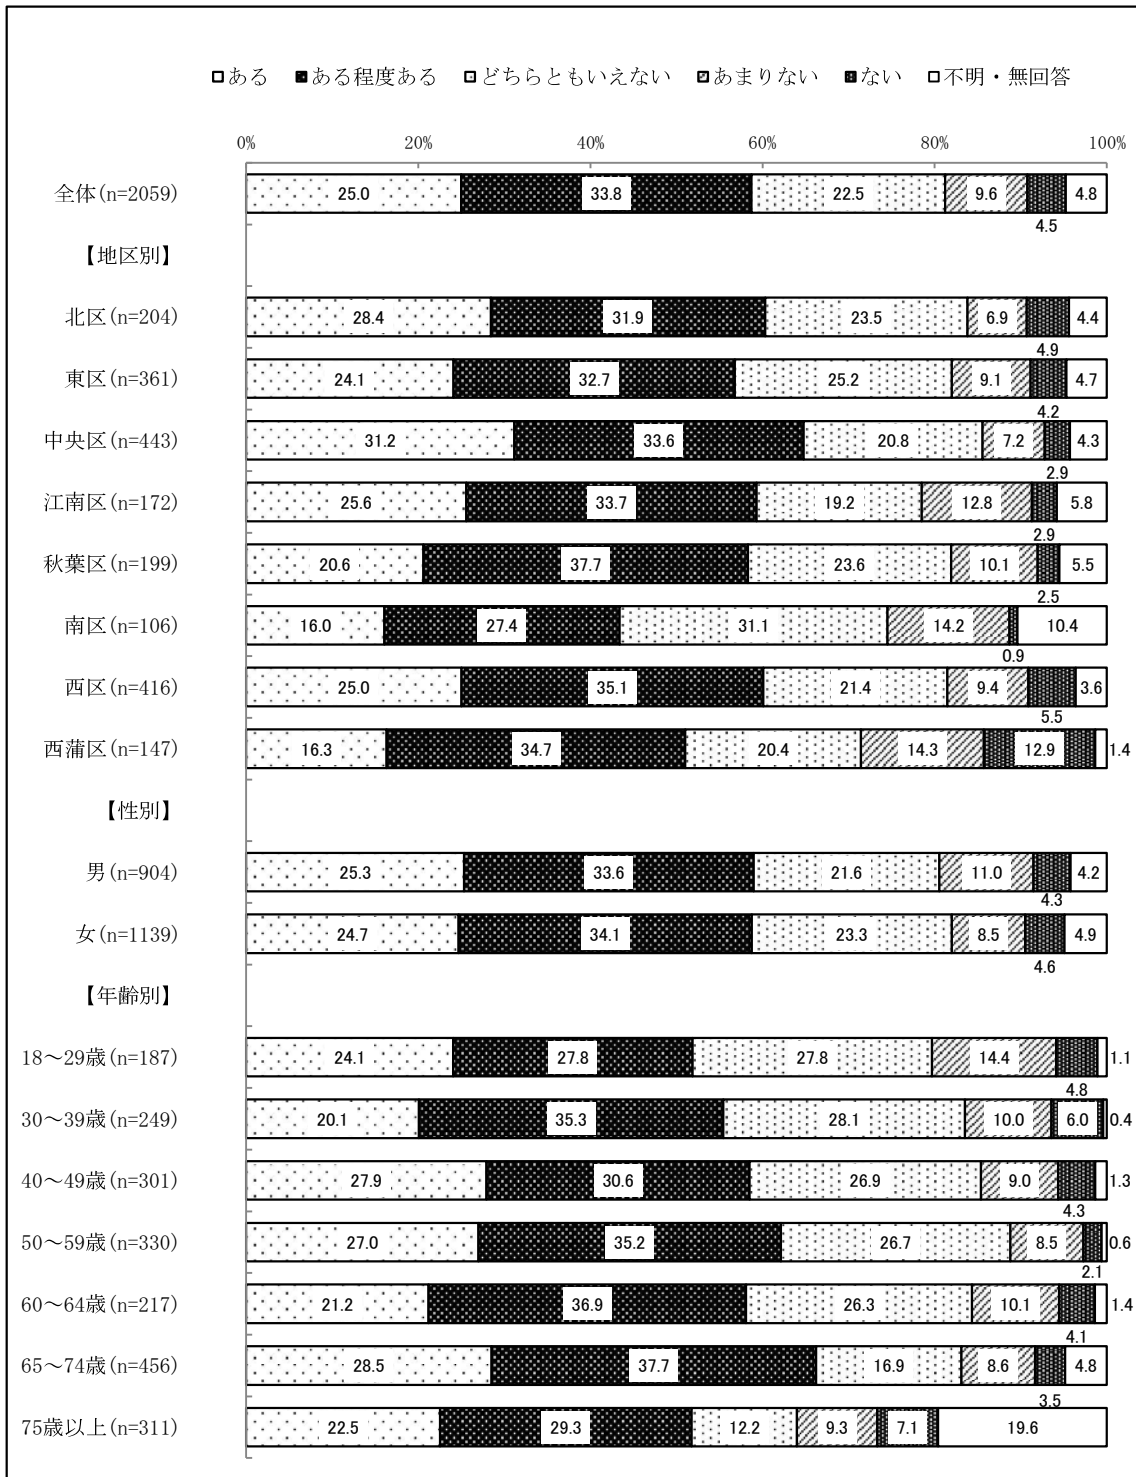 ある ある程度ある どちらともいえない あまりない ない 不明・無回答
0% 20% 40% 60% 80% 100%
全体(n=2059) 25.0 33.8 22.5 9.6 4.5 4.8
【地区別】
北区(n=204) 28.4 31.9 23.5 6.9 4.9 4.4
東区(n=361) 24.1 32.7 25.2 9.1 4.2 4.7
中央区(n=443) 31.2 33.6 20.8 7.2 2.9 4.3
江南区(n=172) 25.6 33.7 19.2 12.8 2.9 5.8
秋葉区(n=199) 20.6 37.7 23.6 10.1 2.5 5.5
南区(n=106) 16.0 27.4 31.1 14.2 0.9 10.4
西区(n=416) 25.0 35.1 21.4 9.4 5.5 3.6
西蒲区(n=147) 16.3 34.7 20.4 14.3 12.9 1.4
【性別】
男(n=904) 25.3 33.6 21.6 11.0 4.3 4.2
女(n=1139) 24.7 34.1 23.3 8.5 4.6 4.9
【年齢別】
18～29歳(n=187) 24.1 27.8 27.8 14.4 4.8 1.1
30～39歳(n=249) 20.1 35.3 28.1 10.0 6.0 0.4
40～49歳(n=301) 27.9 30.6 26.9 9.0 4.3 1.3
50～59歳(n=330) 27.0 35.2 26.7 8.5 2.1 0.6
60～64歳(n=217) 21.2 36.9 26.3 10.1 4.1 1.4
65～74歳(n=456) 28.5 37.7 16.9 8.6 3.5 4.8
75歳以上(n=311) 22.5 29.3 12.2 9.3 7.1 19.6